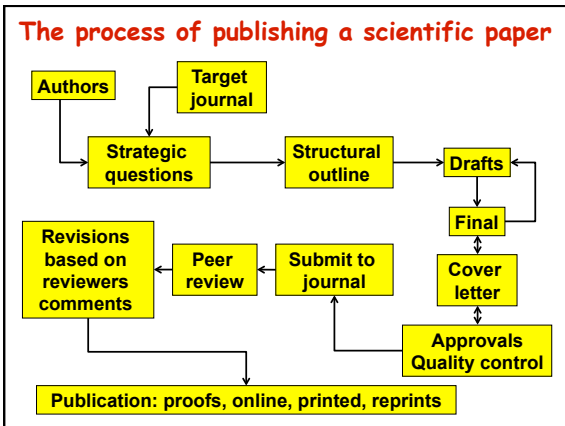 The process of publishing a scientific paper
Authors
Target
journal
Strategic
questions
Structural
outline
Drafts
Final
Cover
letter
Approvals
Quality control
Submit to
journal
Peer
review
Revisions
based on
reviewers
comments
Publication: proofs, online, printed, reprints